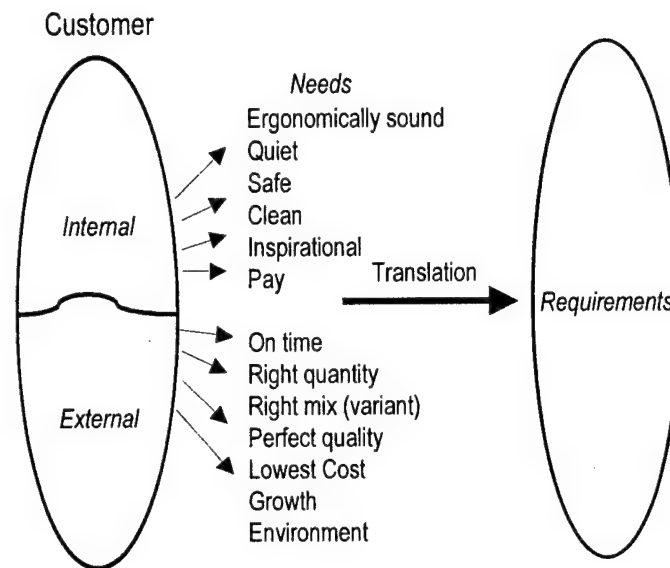 Customer
Needs
Ergonomically sound
Quiet
Safe
Clean
Internal
Inspirational
Pay
Translation
Requirements
On time
Right quantity
Right mix (variant)
External
Perfect quality
Lowest Cost
Growth
Environment